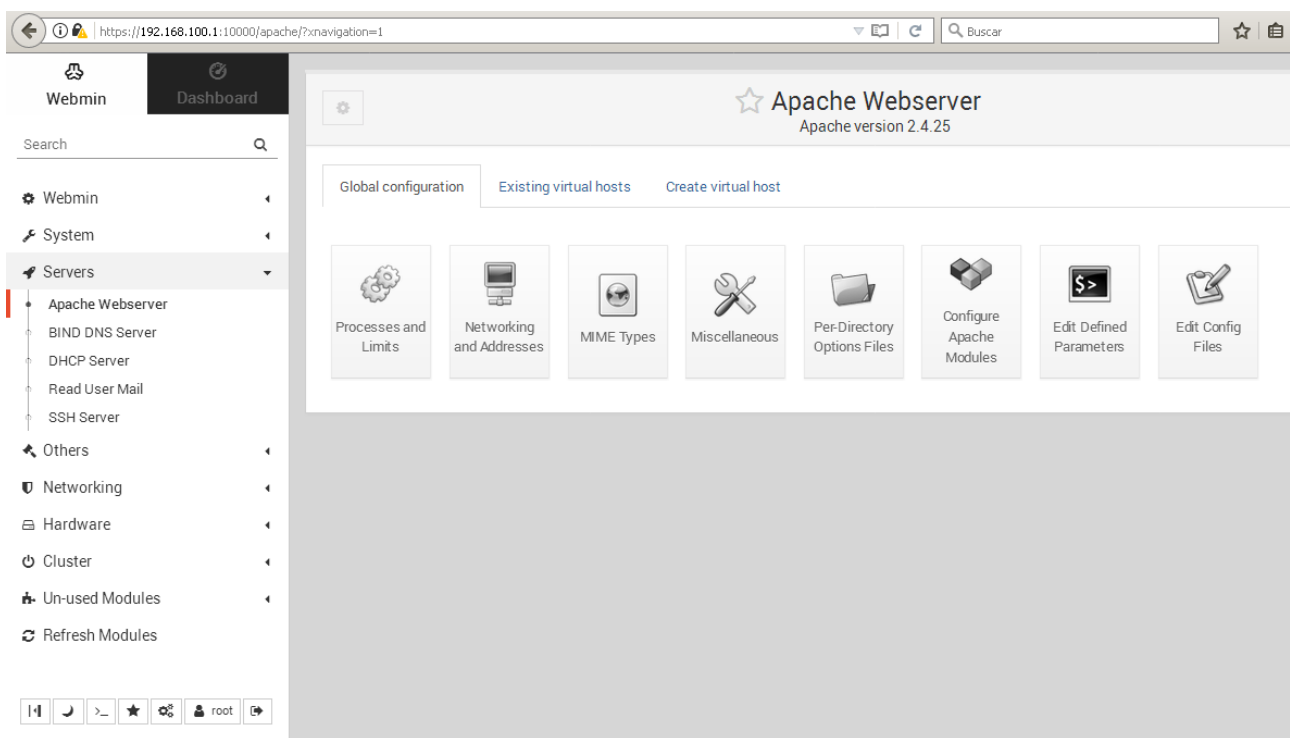 https://192.168.100.1:10000/apache/?xnavigation=1
Buscar
Webmin
Dashboard
Search
Webmin
System
Servers
Apache Webserver
BIND DNS Server
DHCP Server
Read User Mail
SSH Server
Others
Networking
Hardware
Cluster
Un-used Modules
Refresh Modules
>_
root
Apache Webserver
Apache version 2.4.25
Global configuration
Existing virtual hosts
Create virtual host
Processes and
Limits
Networking
and Addresses
MIME Types
Miscellaneous
Per-Directory
Options Files
Configure
Apache
Modules
$>
Edit Defined
Parameters
Edit Config
Files